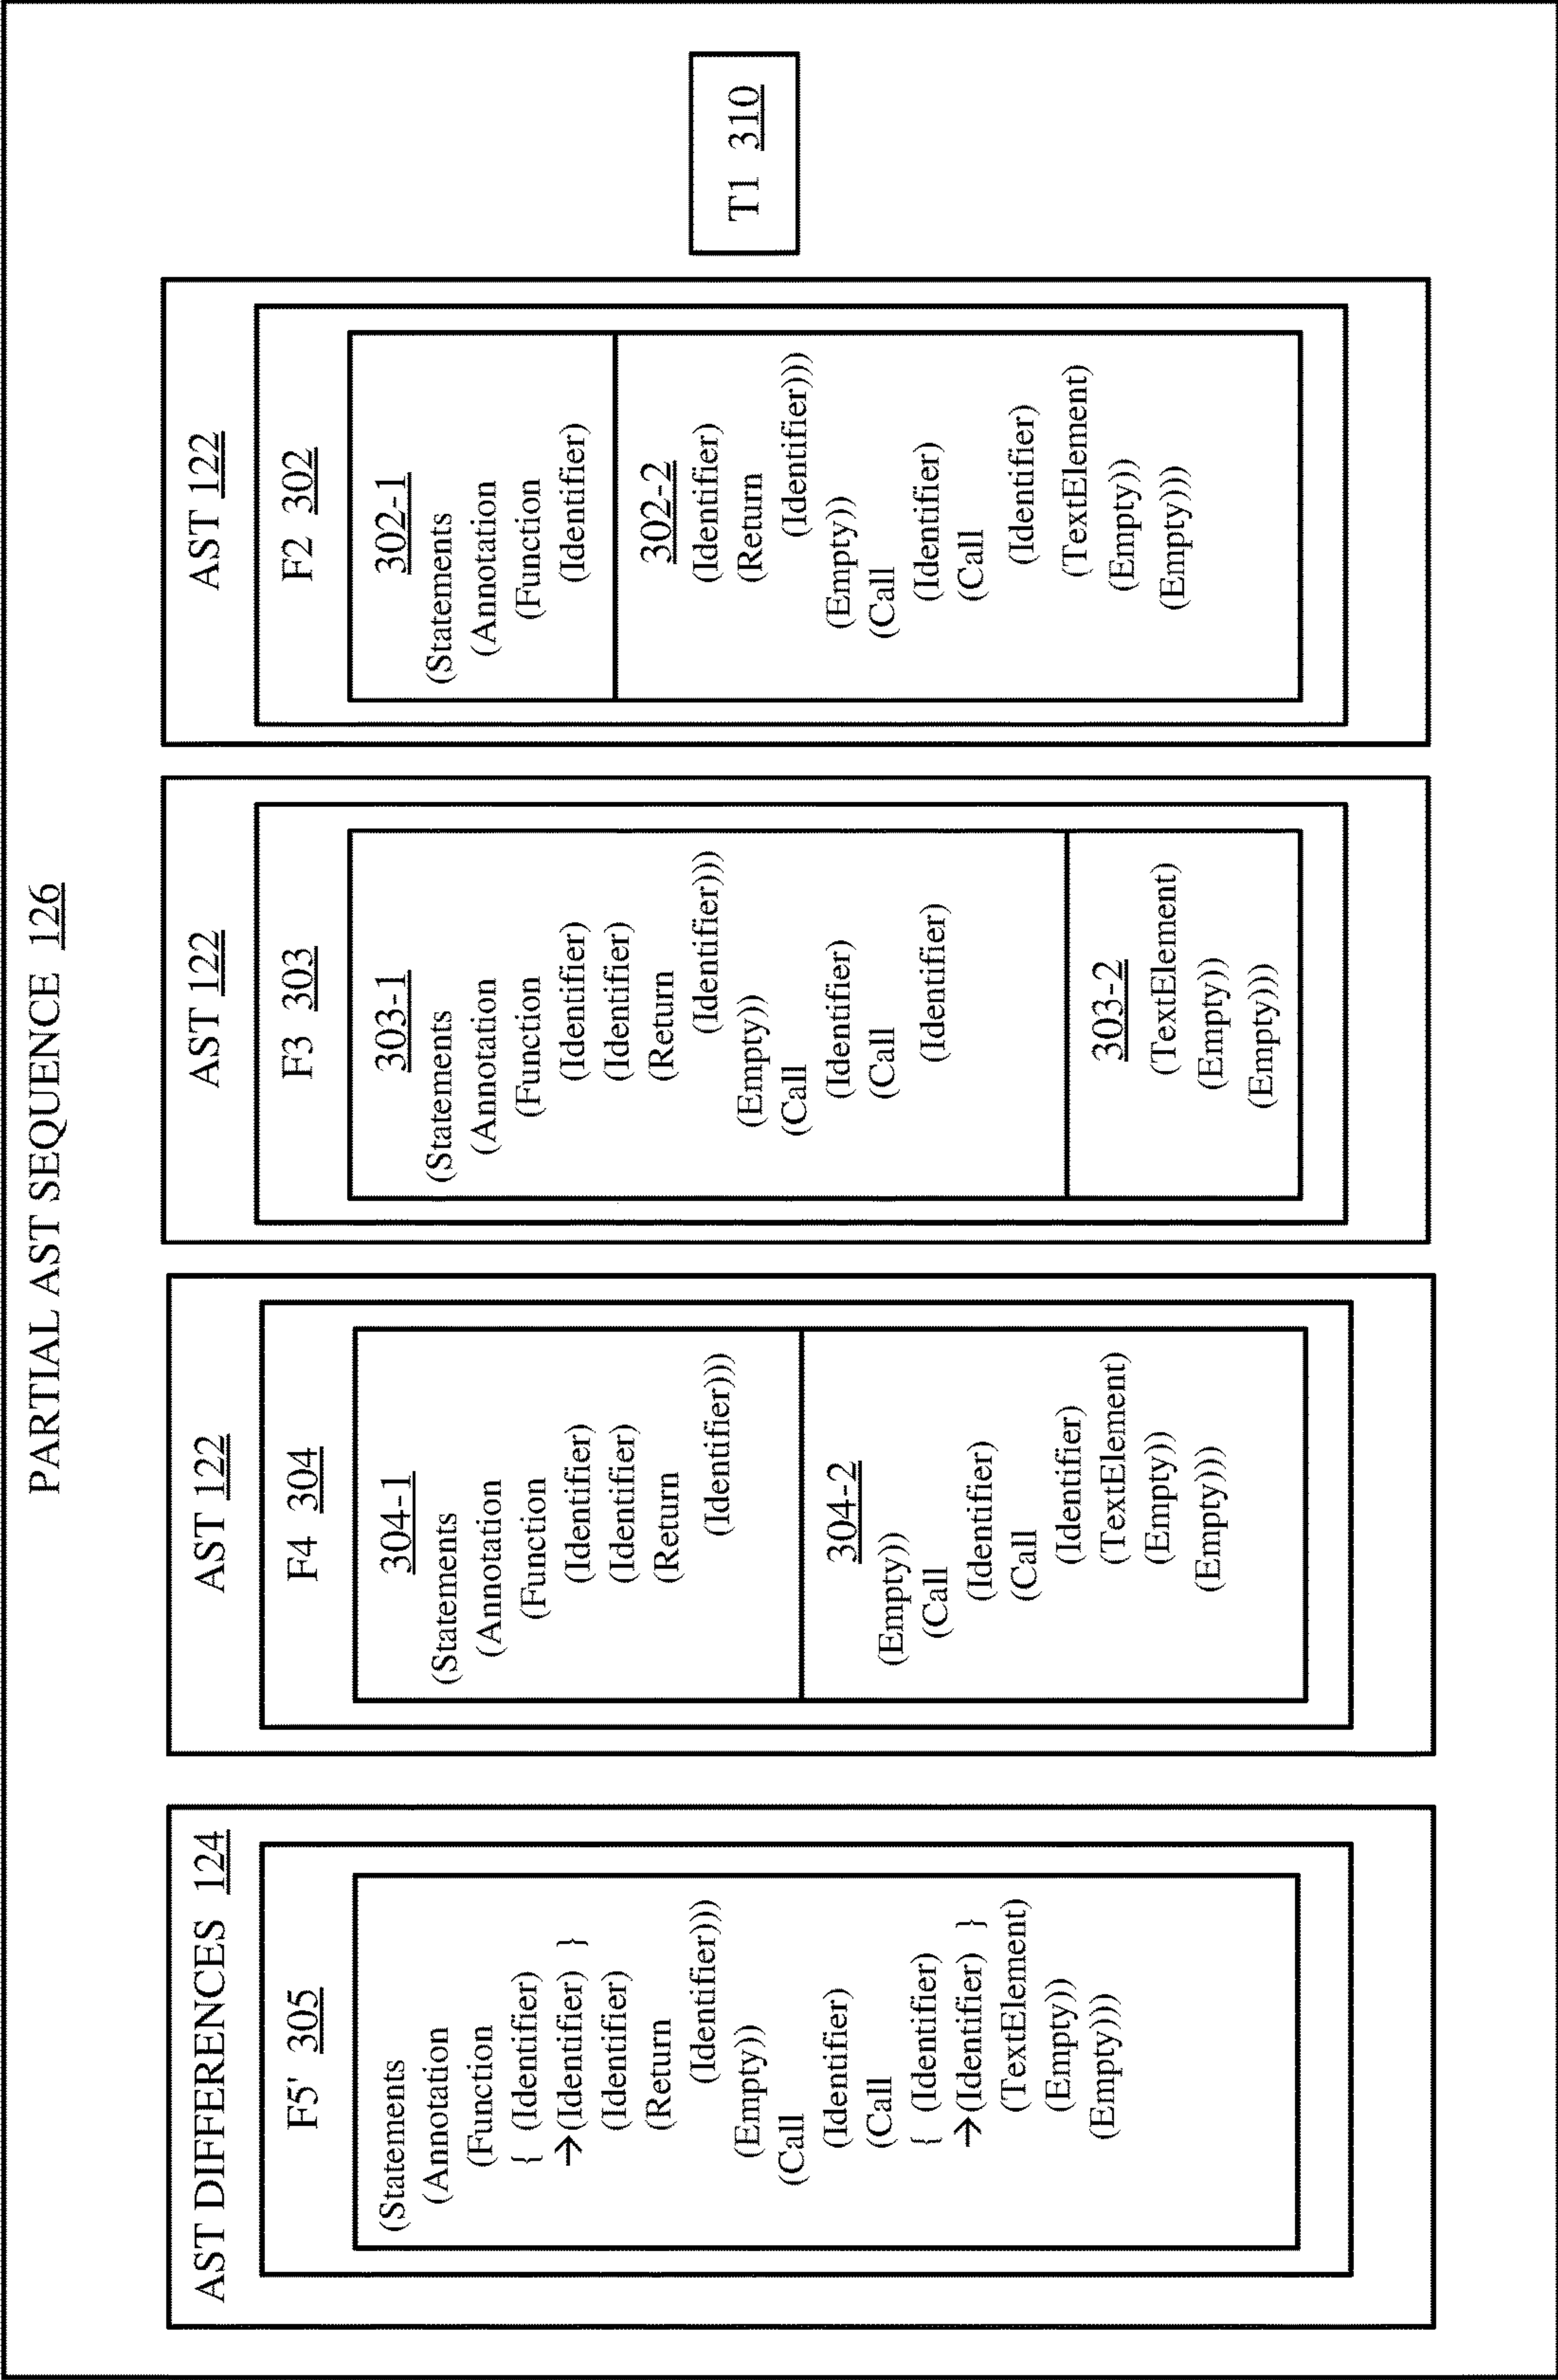 PARTIAL AST SEQUENCE 126
AST DIFFERENCES 124
F5' 305
(Statements
(Annotation
(Function
{ (Identifier)
→(Identifier) }
(Identifier)
(Return
(Identifier)))
(Empty))
(Call
(Identifier)
(Call
{ (Identifier)
→(Identifier) }
(TextElement)
(Empty))
(Empty)))
AST 122
F4 304
304-1
(Statements
(Annotation
(Function
(Identifier)
(Identifier)
(Return
(Identifier)))
304-2
(Empty))
(Call
(Identifier)
(Call
(Identifier)
(TextElement)
(Empty))
(Empty)))
AST 122
F3 303
303-1
(Statements
(Annotation
(Function
(Identifier)
(Identifier)
(Return
(Identifier)))
(Empty))
(Call
(Identifier)
(Call
(Identifier)
303-2
(TextElement)
(Empty))
(Empty)))
AST 122
F2 302
302-1
(Statements
(Annotation
(Function
(Identifier)
302-2
(Identifier)
(Return
(Identifier)))
(Empty))
(Call
(Identifier)
(Call
(Identifier)
(TextElement)
(Empty))
(Empty)))
T1 310